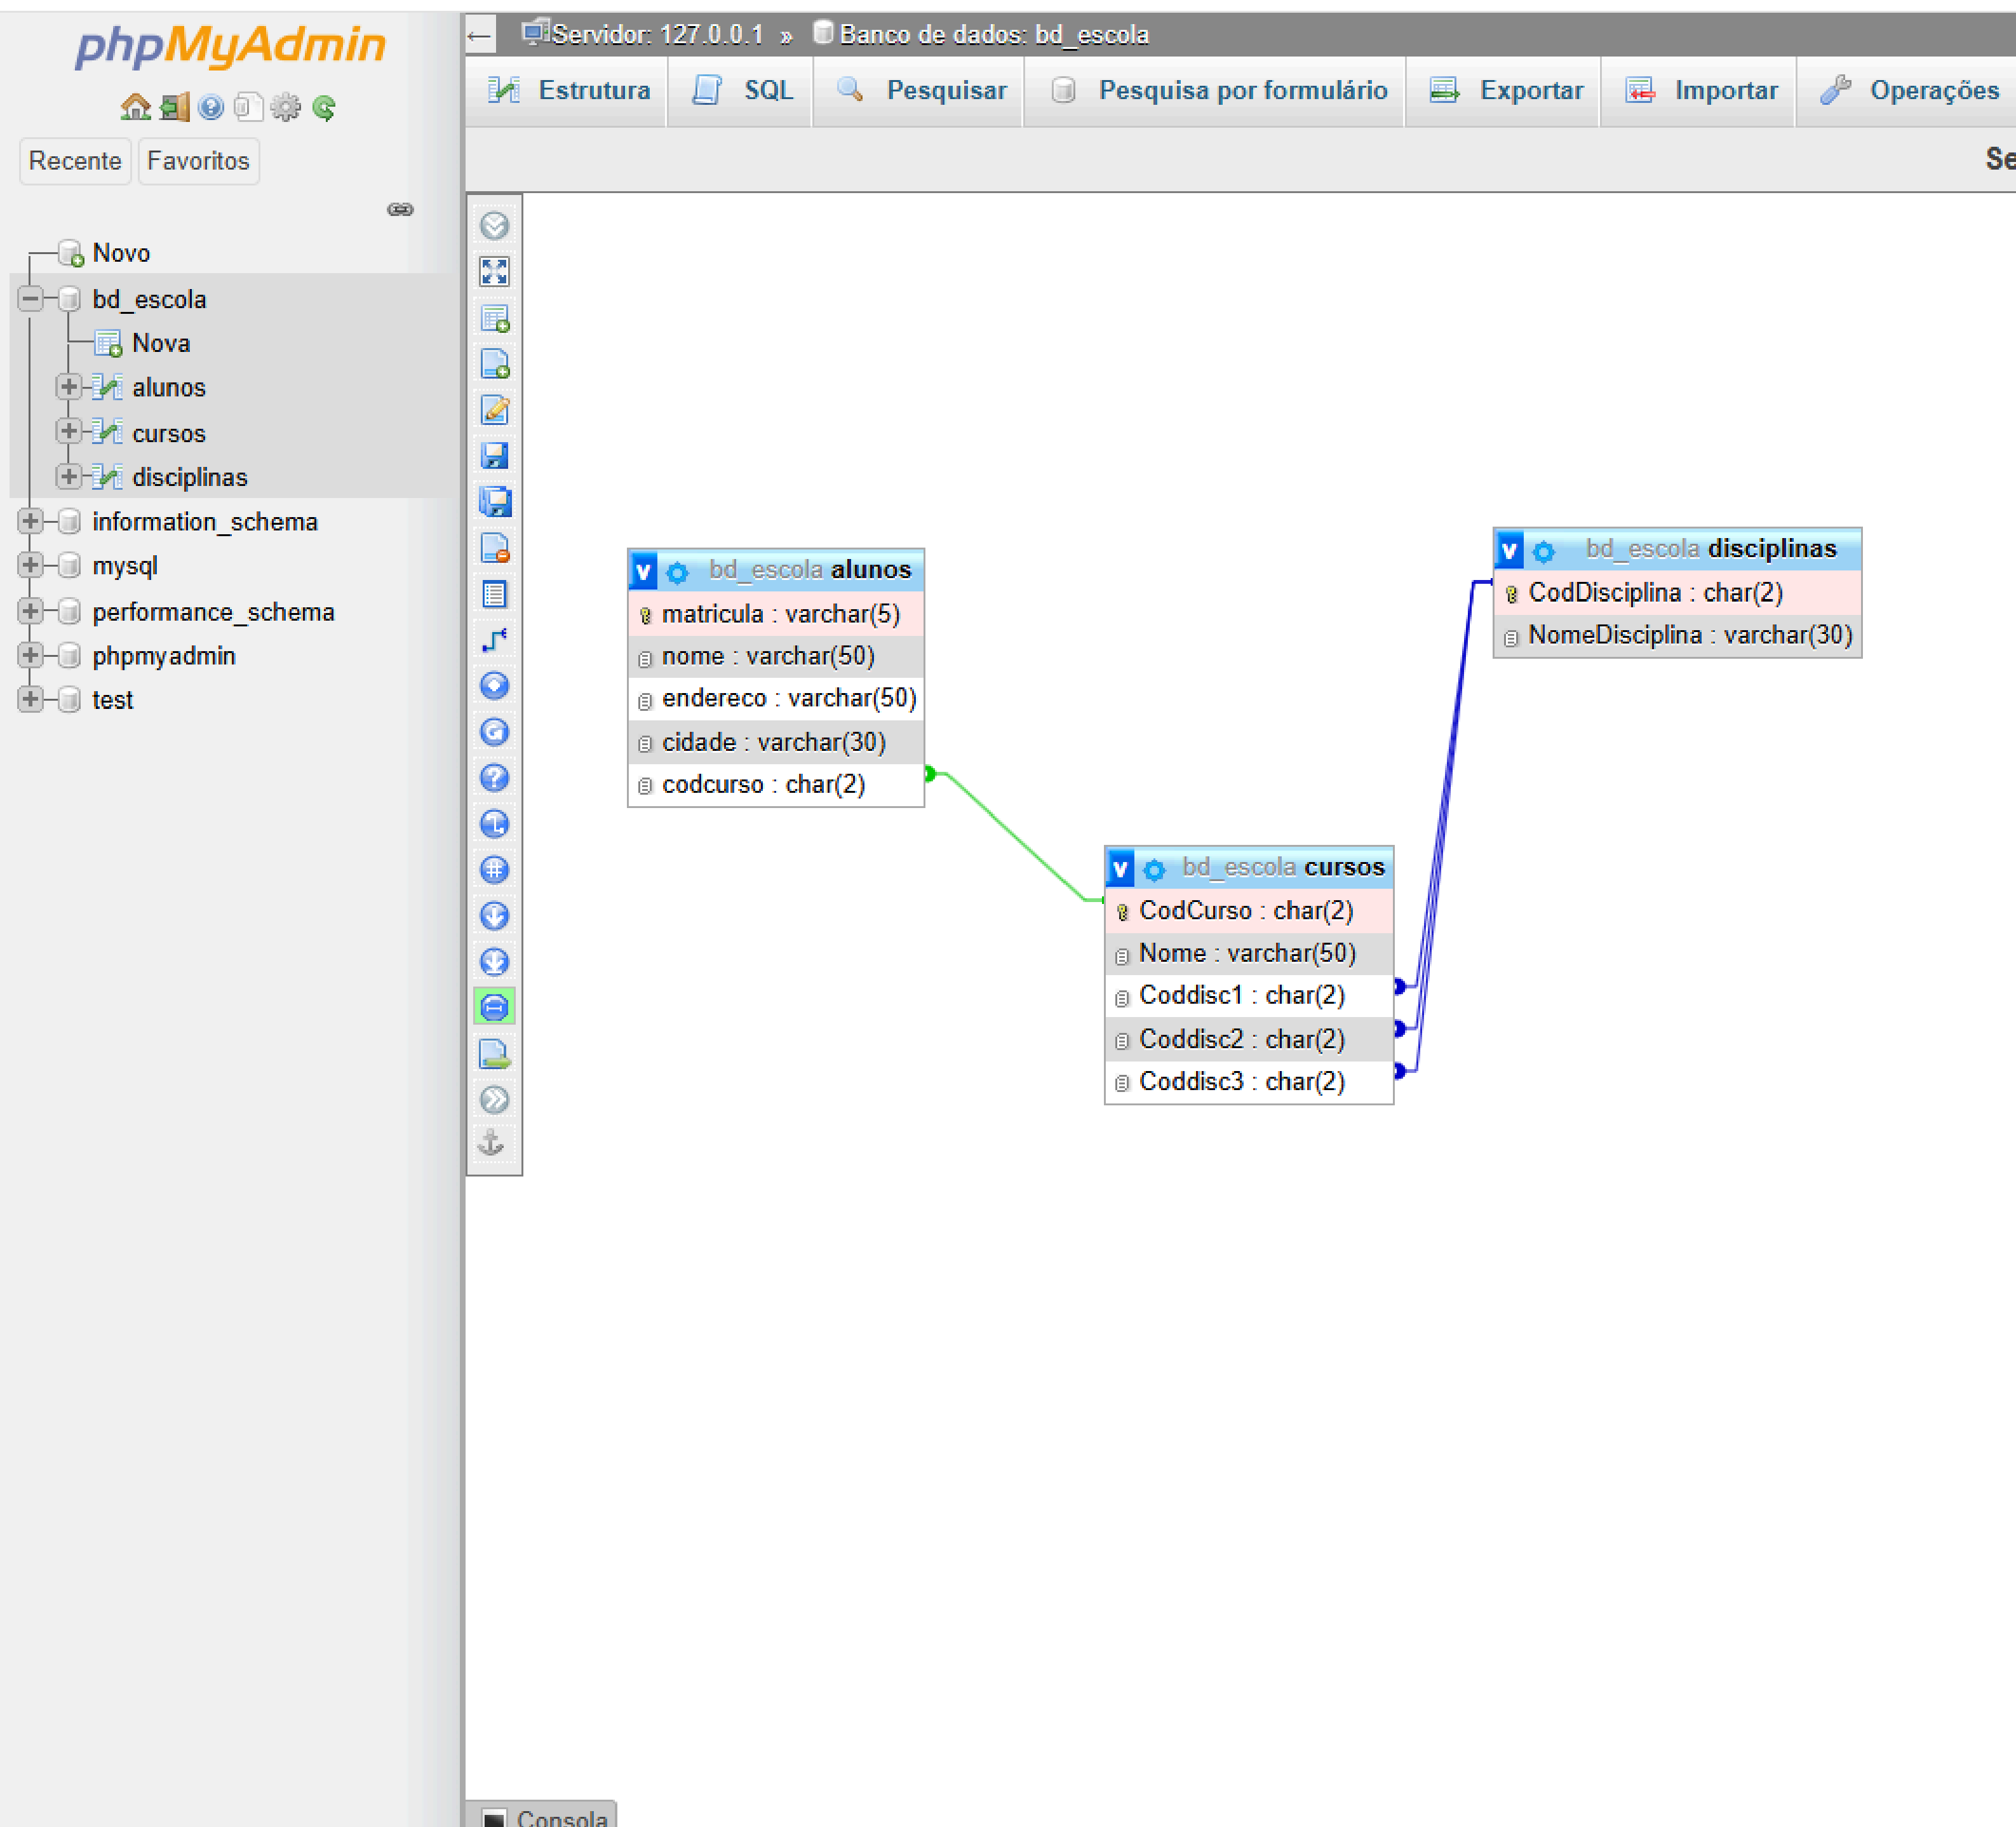 phpMyAdmin
Recente Favoritos
Novo
bd_escola
Nova
alunos
cursos
disciplinas
information_schema
mysql
performance_schema
phpmyadmin
test
← Servidor: 127.0.0.1 » Banco de dados: bd_escola
Estrutura SQL Pesquisar Pesquisa por formulário Exportar Importar Operações
Se
v bd_escola alunos
matricula : varchar(5)
nome : varchar(50)
endereco : varchar(50)
cidade : varchar(30)
codcurso : char(2)
v bd_escola cursos
CodCurso : char(2)
Nome : varchar(50)
Coddisc1 : char(2)
Coddisc2 : char(2)
Coddisc3 : char(2)
v bd_escola disciplinas
CodDisciplina : char(2)
NomeDisciplina : varchar(30)
Consola